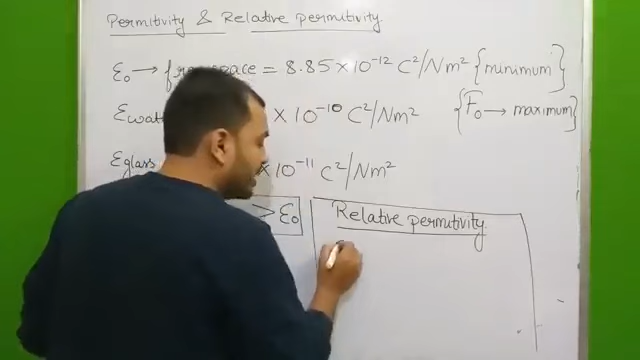 Permitivity & Relative permitivity
ε₀ → free space = 8.85 × 10⁻¹² C²/Nm² {minimum}
{F₀ → maximum}
× 10⁻¹⁰ C²/Nm²
εglass × 10⁻¹¹ C²/Nm²
> ε₀
Relative permitivity